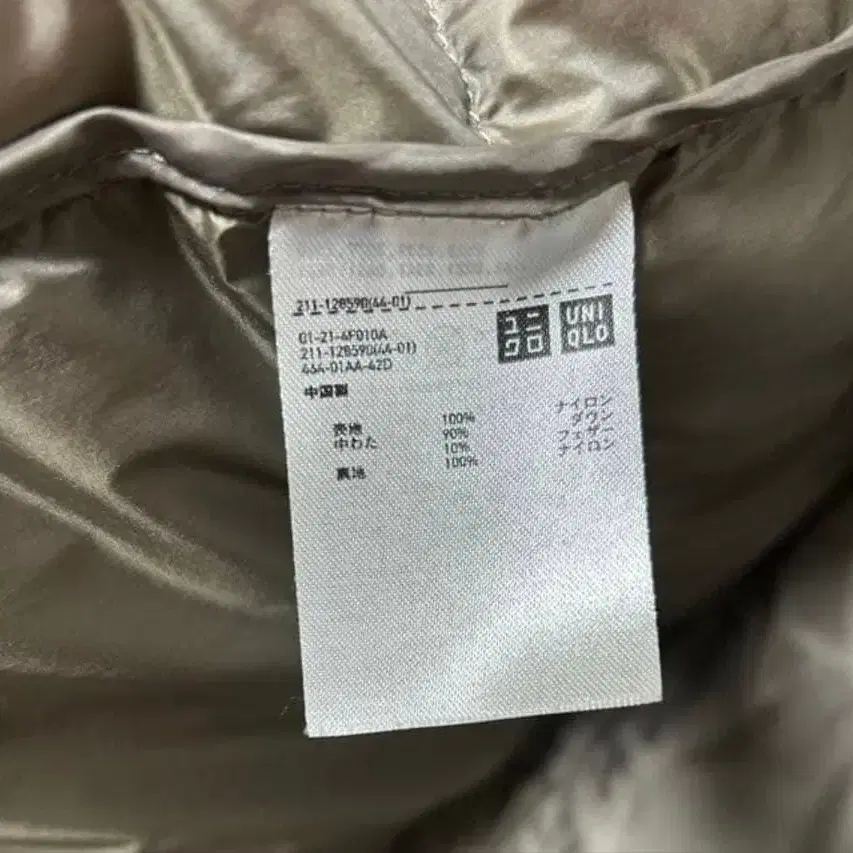 211-128590(44-01)
ユニ
クロ
UNI
QLO
01-21-4F010A
211-128590(44-01)
464-01AA-42D
中国製
表地 100% ナイロン
中わた 90% ダウン
10% フェザー
裏地 100% ナイロン